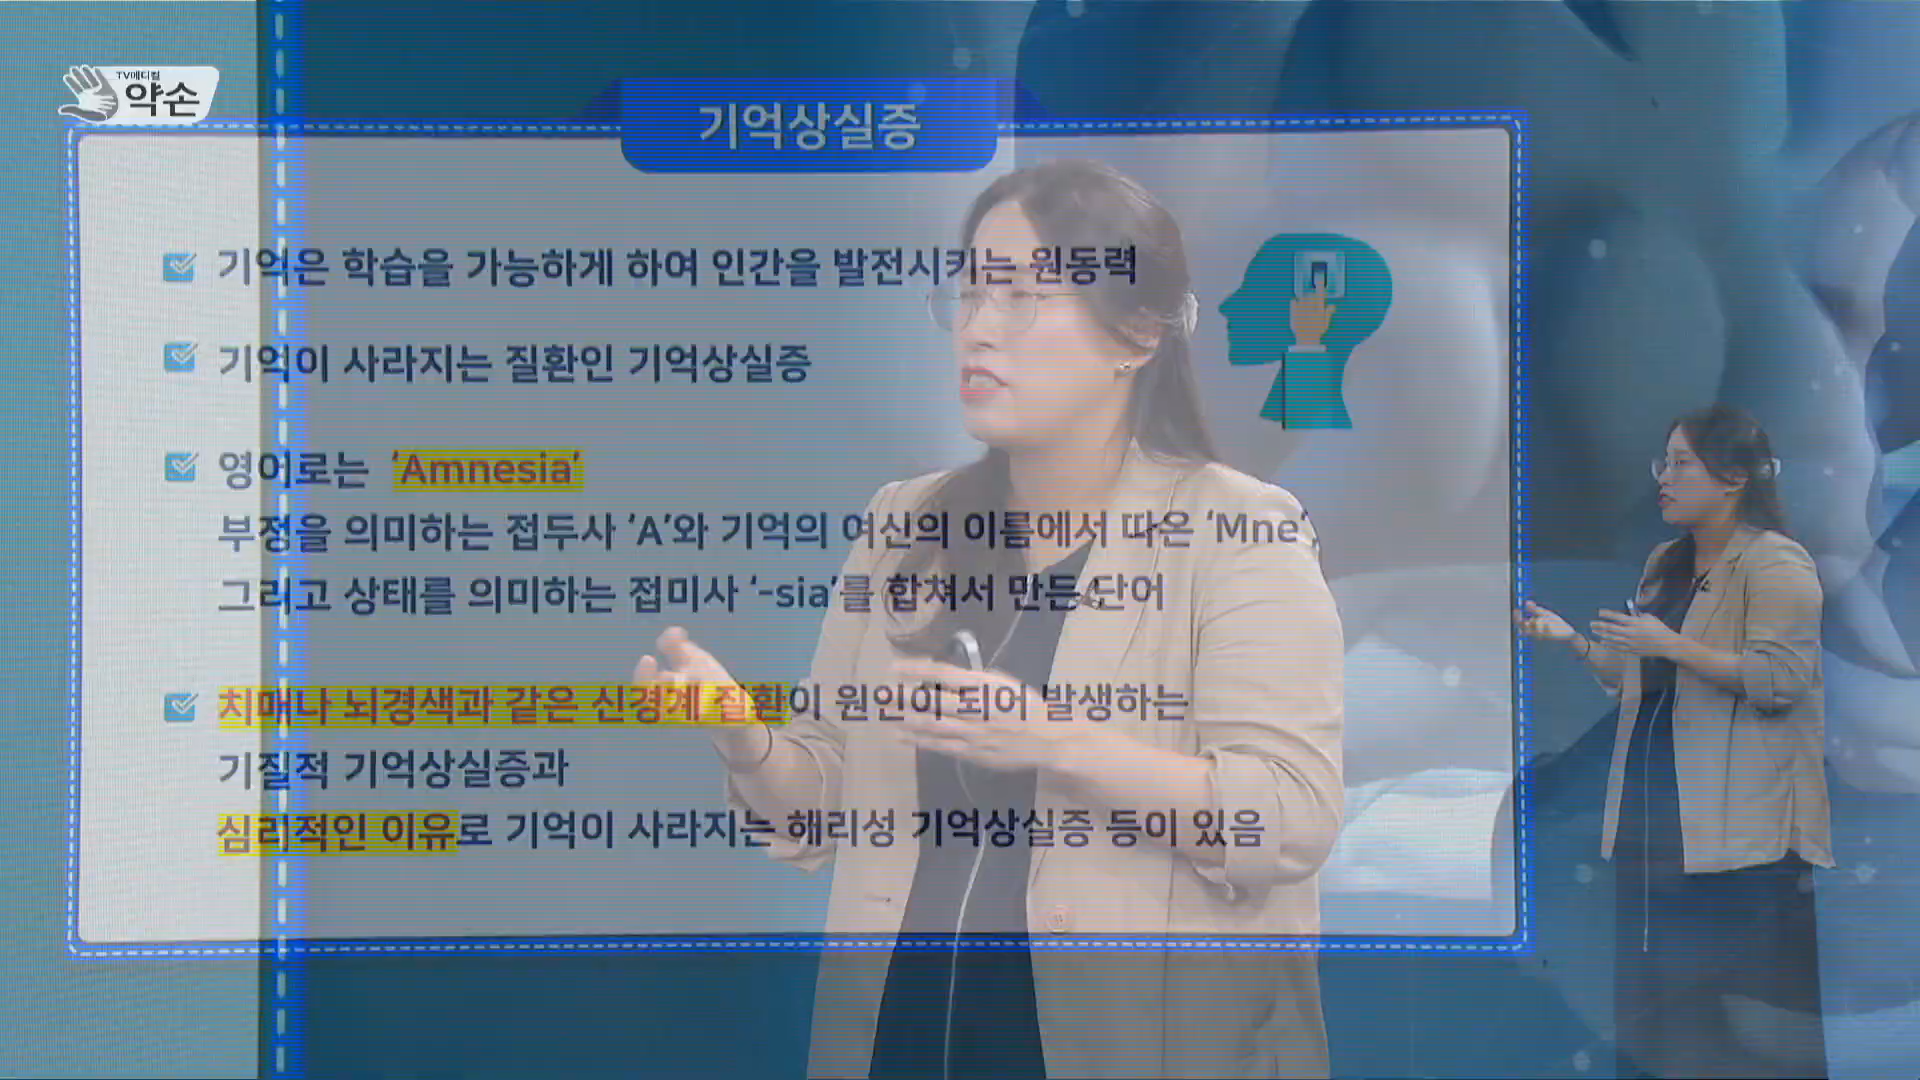 TV메디컬
약손
기억상실증
기억은 학습을 가능하게 하여 인간을 발전시키는 원동력
기억이 사라지는 질환인 기억상실증
영어로는 ‘Amnesia’
부정을 의미하는 접두사 ‘A’와 기억의 여신의 이름에서 따온 ‘Mne’,
그리고 상태를 의미하는 접미사 ‘-sia’를 합쳐서 만든 단어
치매나 뇌경색과 같은 신경계 질환이 원인이 되어 발생하는
기질적 기억상실증과
심리적인 이유로 기억이 사라지는 해리성 기억상실증 등이 있음